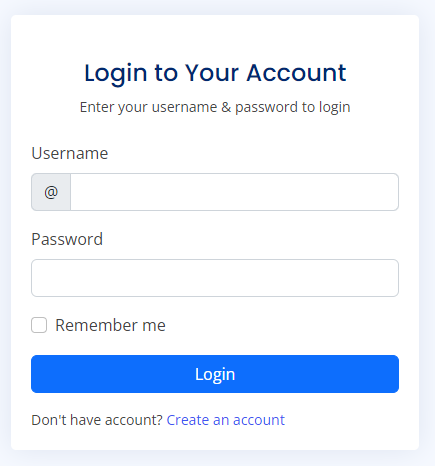 Login to Your Account
Enter your username & password to login
Username
@
Password
Remember me
Login
Don't have account? Create an account